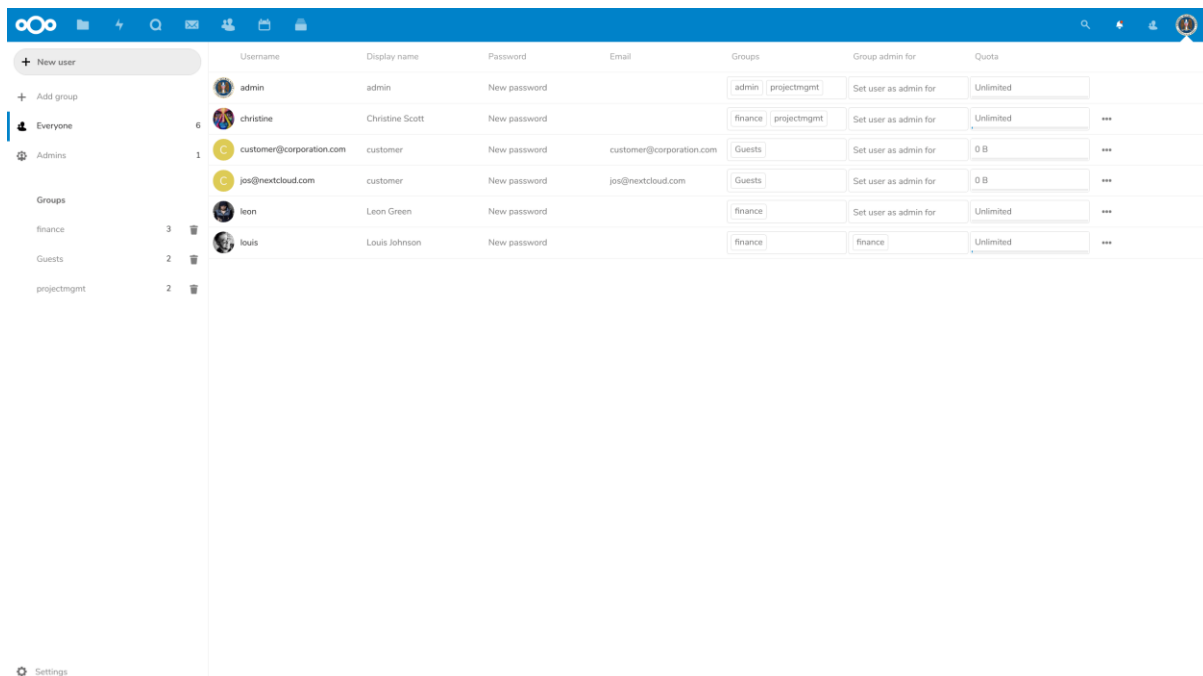 New user
Add group
Everyone 6
Admins 1
Groups
finance 3
Guests 2
projectmgmt 2
Settings
Username Display name Password Email Groups Group admin for Quota
admin admin New password admin projectmgmt Set user as admin for Unlimited
christine Christine Scott New password finance projectmgmt Set user as admin for Unlimited
C customer@corporation.com customer New password customer@corporation.com Guests Set user as admin for 0 B
C jos@nextcloud.com customer New password jos@nextcloud.com Guests Set user as admin for 0 B
leon Leon Green New password finance Set user as admin for Unlimited
louis Louis Johnson New password finance finance Unlimited